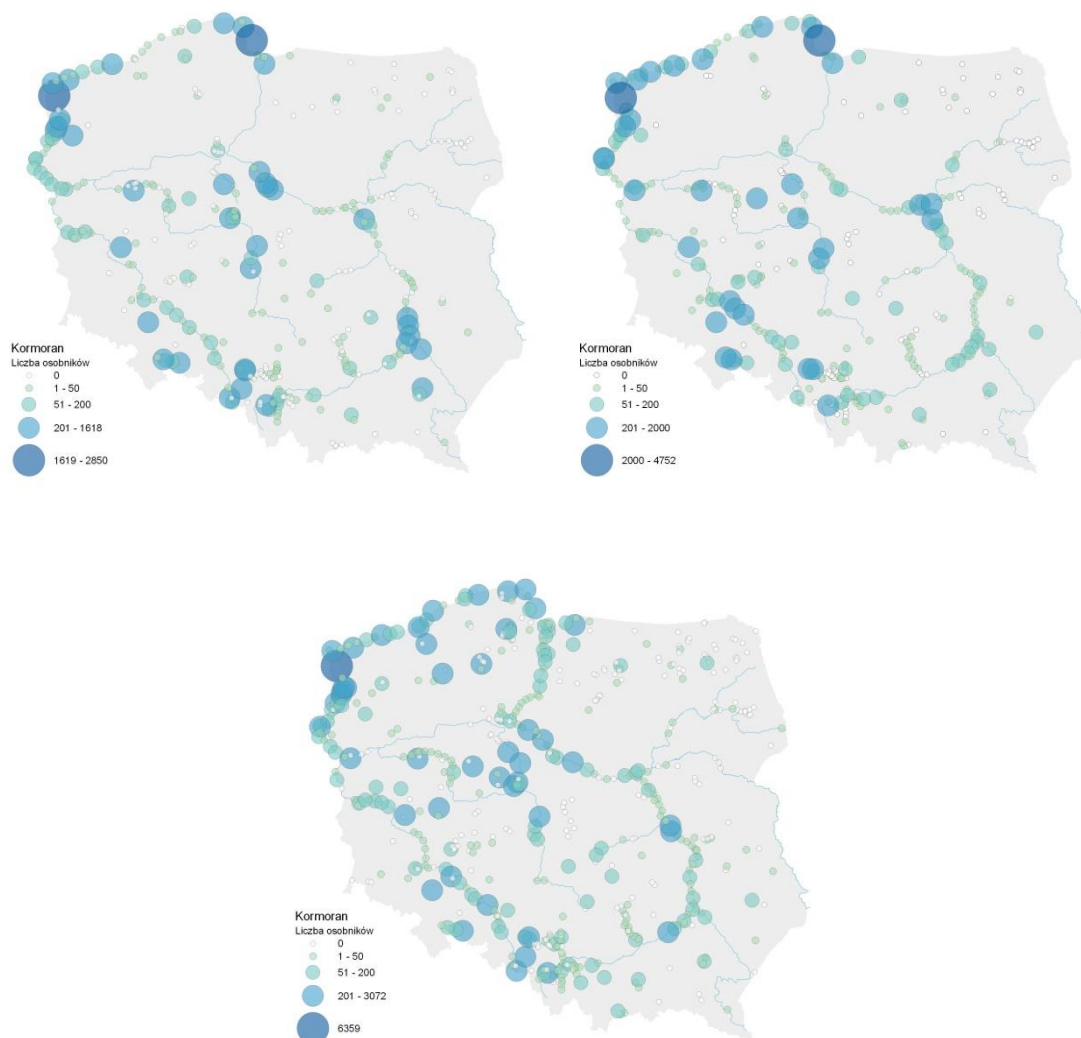 Kormoran
Liczba osobników
0
1 - 50
51 - 200
201 - 1618
1619 - 2850
Kormoran
Liczba osobników
0
1 - 50
51 - 200
201 - 2000
2000 - 4752
Kormoran
Liczba osobników
0
1 - 50
51 - 200
201 - 3072
6359